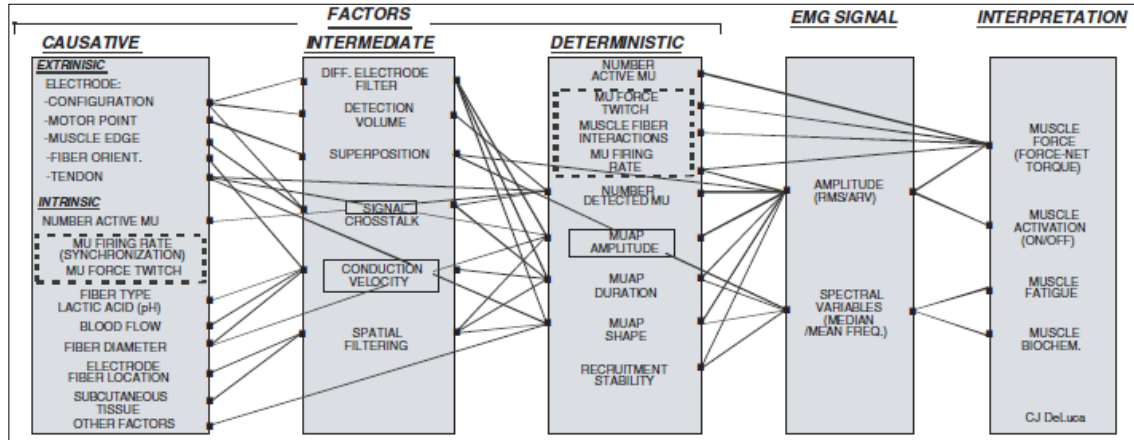 FACTORS
EMG SIGNAL
INTERPRETATION
CAUSATIVE
INTERMEDIATE
DETERMINISTIC
EXTRINISIC
ELECTRODE:
-CONFIGURATION
-MOTOR POINT
-MUSCLE EDGE
-FIBER ORIENT.
-TENDON
INTRINSIC
NUMBER ACTIVE MU
MU FIRING RATE
(SYNCHRONIZATION)
MU FORCE TWITCH
FIBER TYPE
LACTIC ACID (pH)
BLOOD FLOW
FIBER DIAMETER
ELECTRODE
FIBER LOCATION
SUBCUTANEOUS
TISSUE
OTHER FACTORS
DIFF. ELECTRODE
FILTER
DETECTION
VOLUME
SUPERPOSITION
SIGNAL
CROSSTALK
CONDUCTION
VELOCITY
SPATIAL
FILTERING
NUMBER
ACTIVE MU
MU FORCE
TWITCH
MUSCLE FIBER
INTERACTIONS
MU FIRING
RATE
NUMBER
DETECTED MU
MUAP
AMPLITUDE
MUAP
DURATION
MUAP
SHAPE
RECRUITMENT
STABILITY
AMPLITUDE
(RMS/ARV)
SPECTRAL
VARIABLES
(MEDIAN
/MEAN FREQ.)
MUSCLE
FORCE
(FORCE-NET
TORQUE)
MUSCLE
ACTIVATION
(ON/OFF)
MUSCLE
FATIGUE
MUSCLE
BIOCHEM.
CJ DeLuca